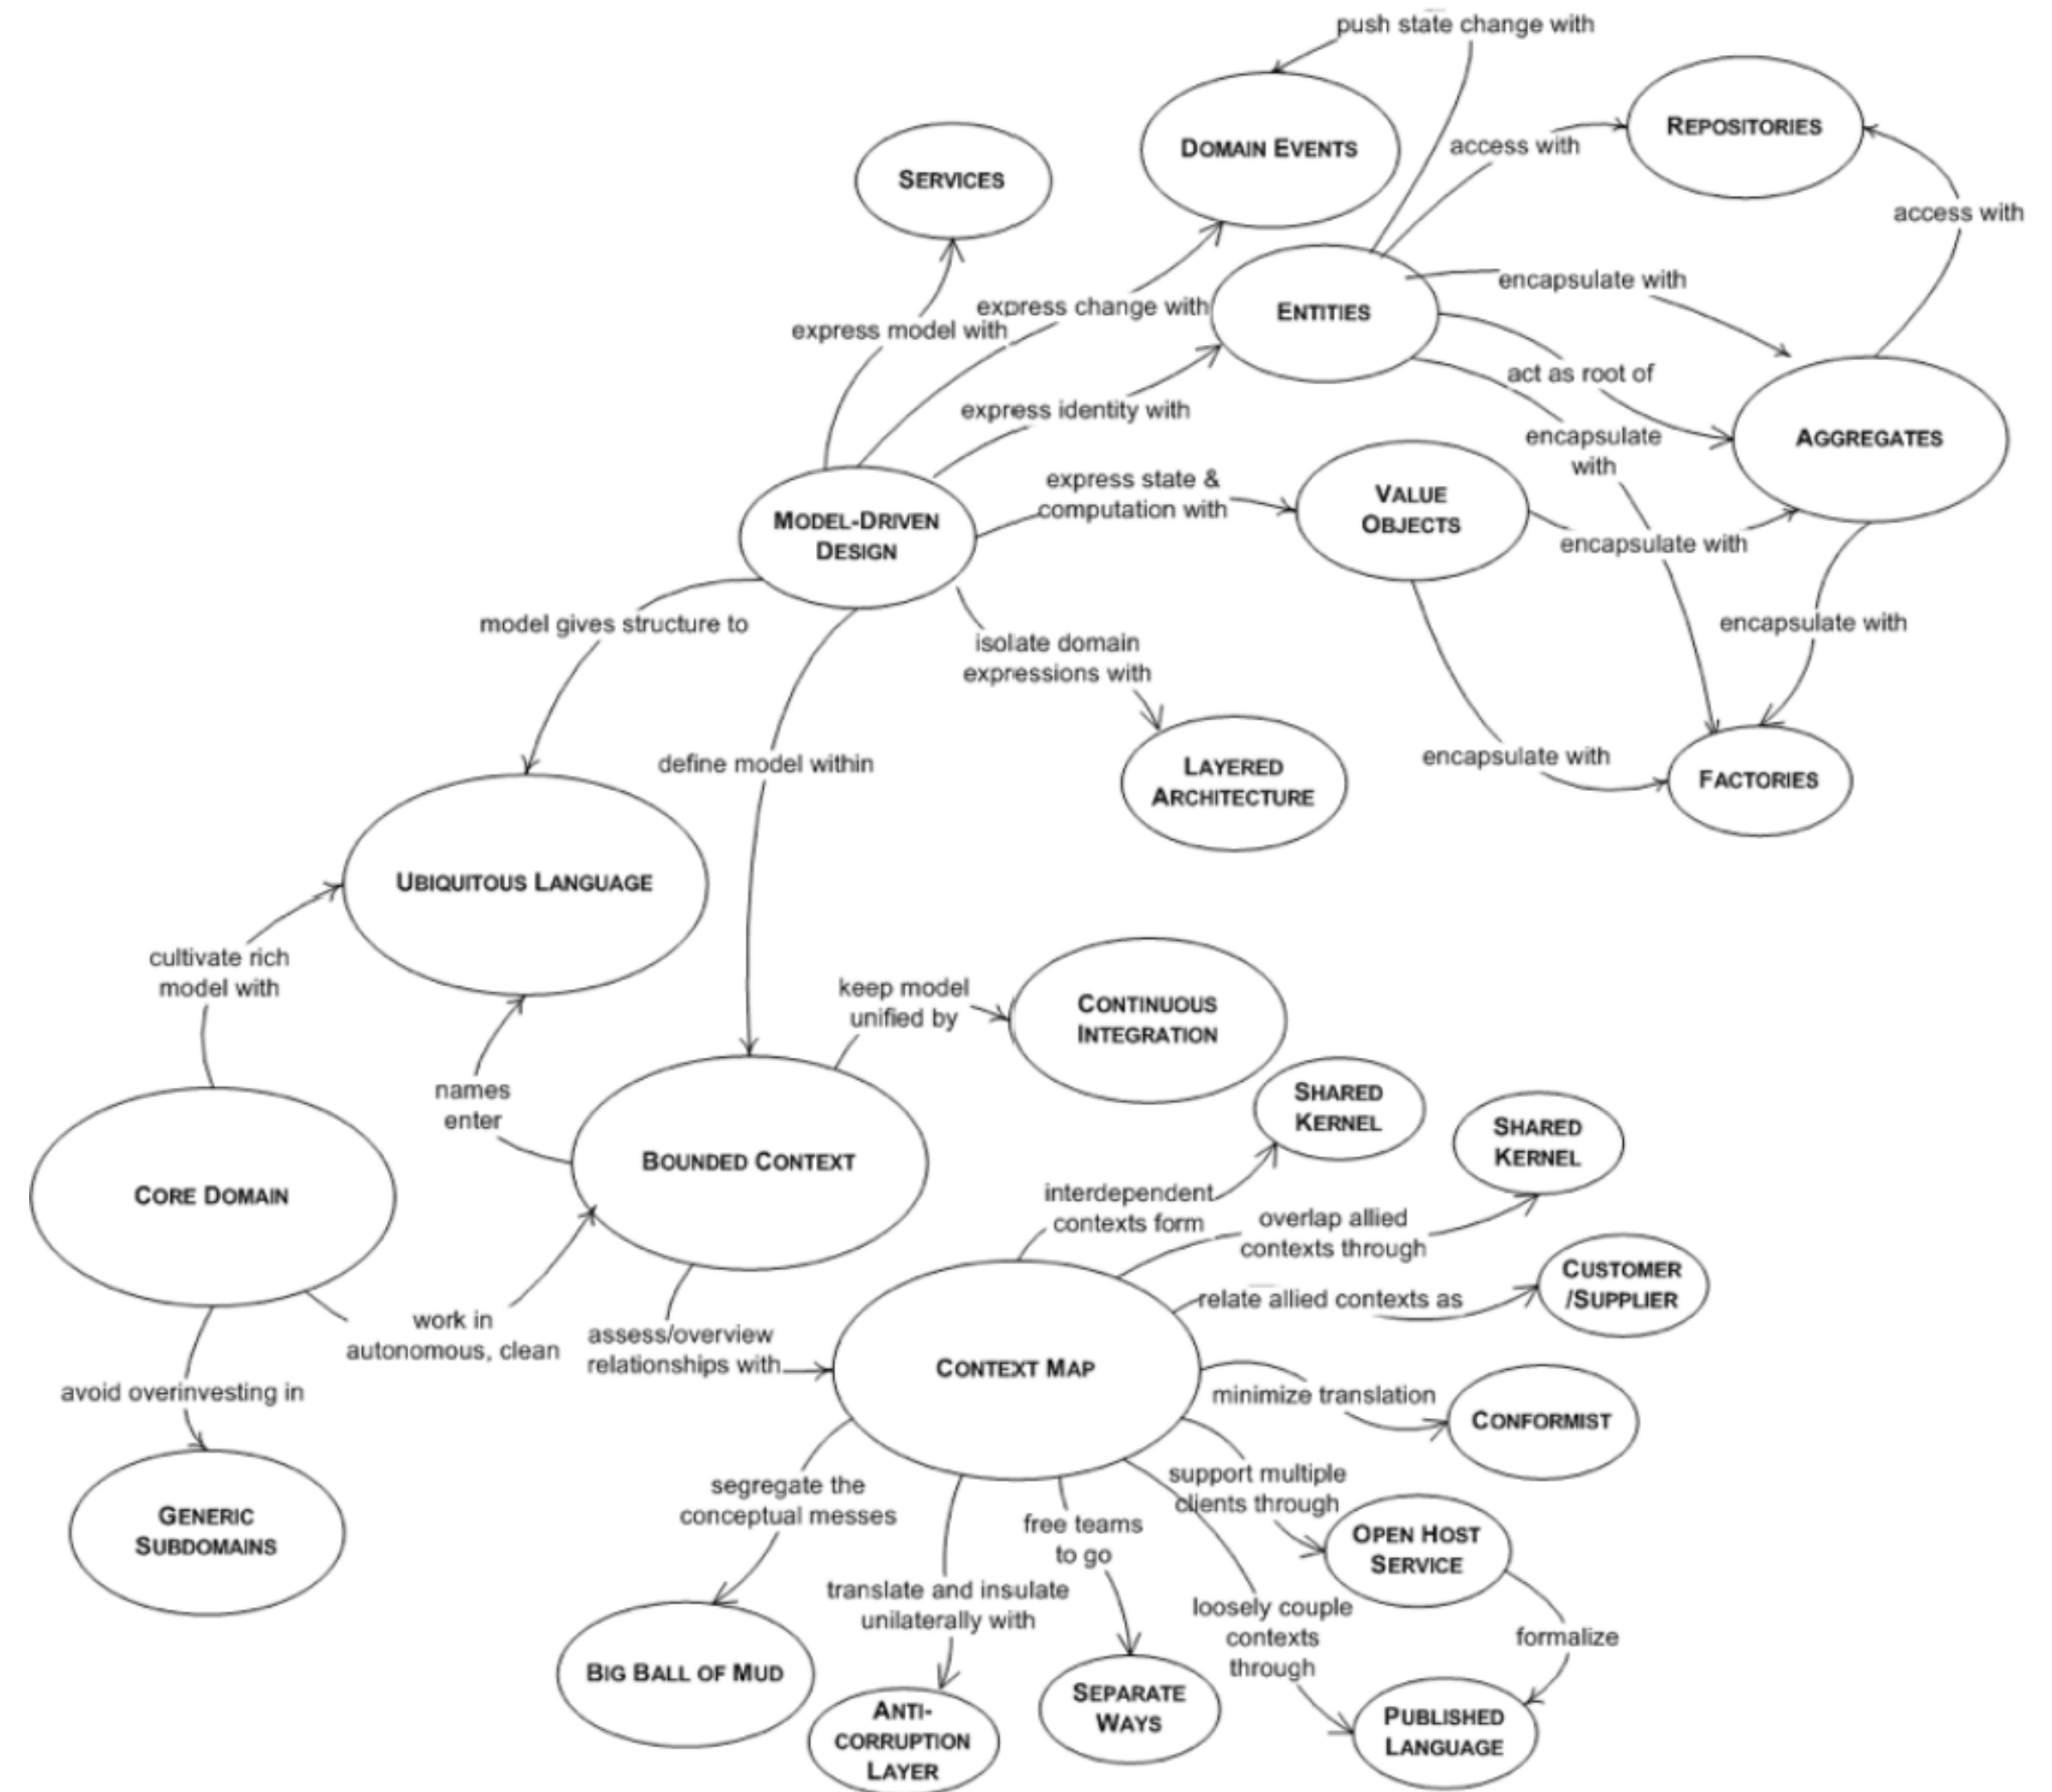 push state change with
DOMAIN EVENTS
REPOSITORIES
access with
SERVICES
access with
encapsulate with
express change with
ENTITIES
express model with
act as root of
express identity with
encapsulate
with
AGGREGATES
express state &
computation with
VALUE
OBJECTS
MODEL-DRIVEN
DESIGN
encapsulate with
model gives structure to
isolate domain
expressions with
encapsulate with
define model within
LAYERED
ARCHITECTURE
encapsulate with
FACTORIES
UBIQUITOUS LANGUAGE
cultivate rich
model with
keep model
unified by
CONTINUOUS
INTEGRATION
names
enter
SHARED
KERNEL
SHARED
KERNEL
BOUNDED CONTEXT
CORE DOMAIN
interdependent
contexts form
overlap allied
contexts through
CUSTOMER
/SUPPLIER
relate allied contexts as
work in
autonomous, clean
assess/overview
relationships with
CONTEXT MAP
avoid overinvesting in
minimize translation
CONFORMIST
segregate the
conceptual messes
support multiple
clients through
GENERIC
SUBDOMAINS
free teams
to go
OPEN HOST
SERVICE
translate and insulate
unilaterally with
loosely couple
contexts
through
formalize
BIG BALL OF MUD
SEPARATE
WAYS
ANTI-
CORRUPTION
LAYER
PUBLISHED
LANGUAGE